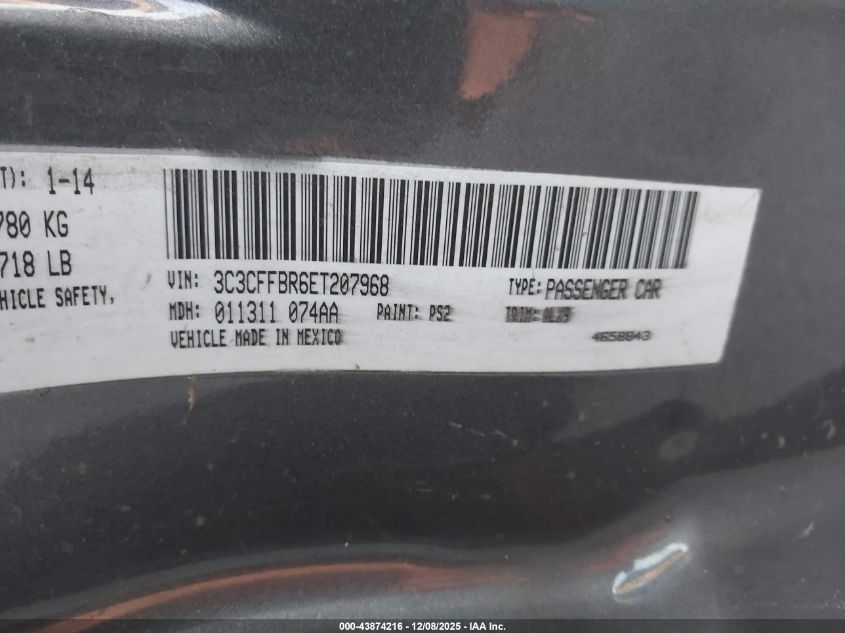 T): 1-14
780 KG
718 LB
HICLE SAFETY,
VIN: 3C3CFFBR6ET207968
TYPE: PASSENGER CAR
MDH: 011311 074AA
PAINT: PS2
TRIM:
VEHICLE MADE IN MEXICO
4658843
000-43874216 - 12/08/2025 - IAA Inc.